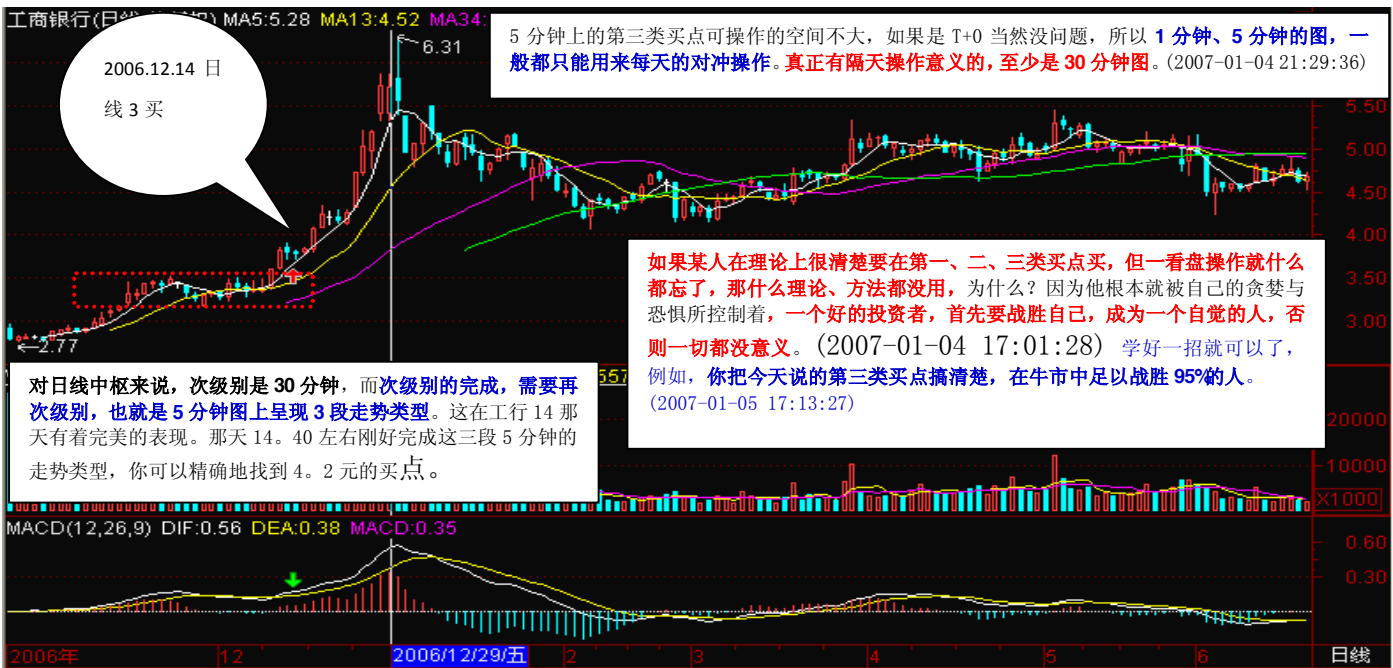 工商银行(日线 MA5:5.28 MA13:4.52 MA34:
6.31
2006.12.14 日
线 3 买
5 分钟上的第三类买点可操作的空间不大，如果是 T+0 当然没问题，所以 1 分钟、5 分钟的图，一
般都只能用来每天的对冲操作。真正有隔天操作意义的，至少是 30 分钟图。(2007-01-04 21:29:36)
5.50
5.00
4.50
4.00
3.50
3.00
2.77
如果某人在理论上很清楚要在第一、二、三类买点买，但一看盘操作就什么
都忘了，那什么理论、方法都没用，为什么？因为他根本就被自己的贪婪与
恐惧所控制着，一个好的投资者，首先要战胜自己，成为一个自觉的人，否
则一切都没意义。(2007-01-04 17:01:28) 学好一招就可以了，
例如，你把今天说的第三类买点搞清楚，在牛市中足以战胜 95%的人。
(2007-01-05 17:13:27)
对日线中枢来说，次级别是 30 分钟，而次级别的完成，需要再
次级别，也就是 5 分钟图上呈现 3 段走势类型。这在工行 14 那
天有着完美的表现。那天 14。40 左右刚好完成这三段 5 分钟的
走势类型，你可以精确地找到 4。2 元的买点。
557
20000
10000
X1000
MACD(12,26,9) DIF:0.56 DEA:0.38 MACD:0.35
0.60
0.30
2006年 12 2006/12/29/五 2 3 4 5 6 日线